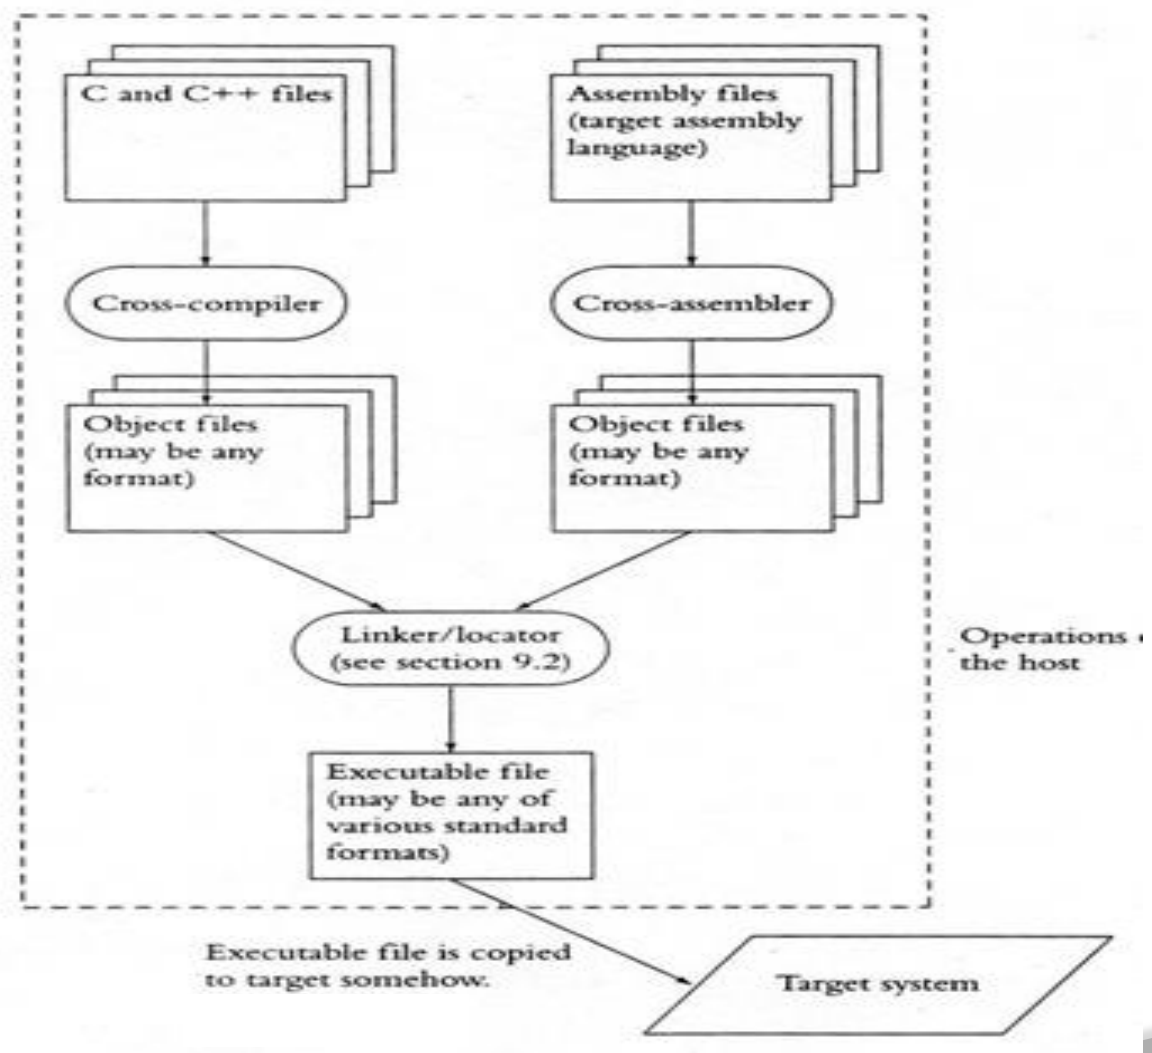 C and C++ files
Assembly files
(target assembly
language)
Cross-compiler
Cross-assembler
Object files
(may be any
format)
Object files
(may be any
format)
Linker/locator
(see section 9.2)
Operations
the host
Executable file
(may be any of
various standard
formats)
Executable file is copied
to target somehow.
Target system